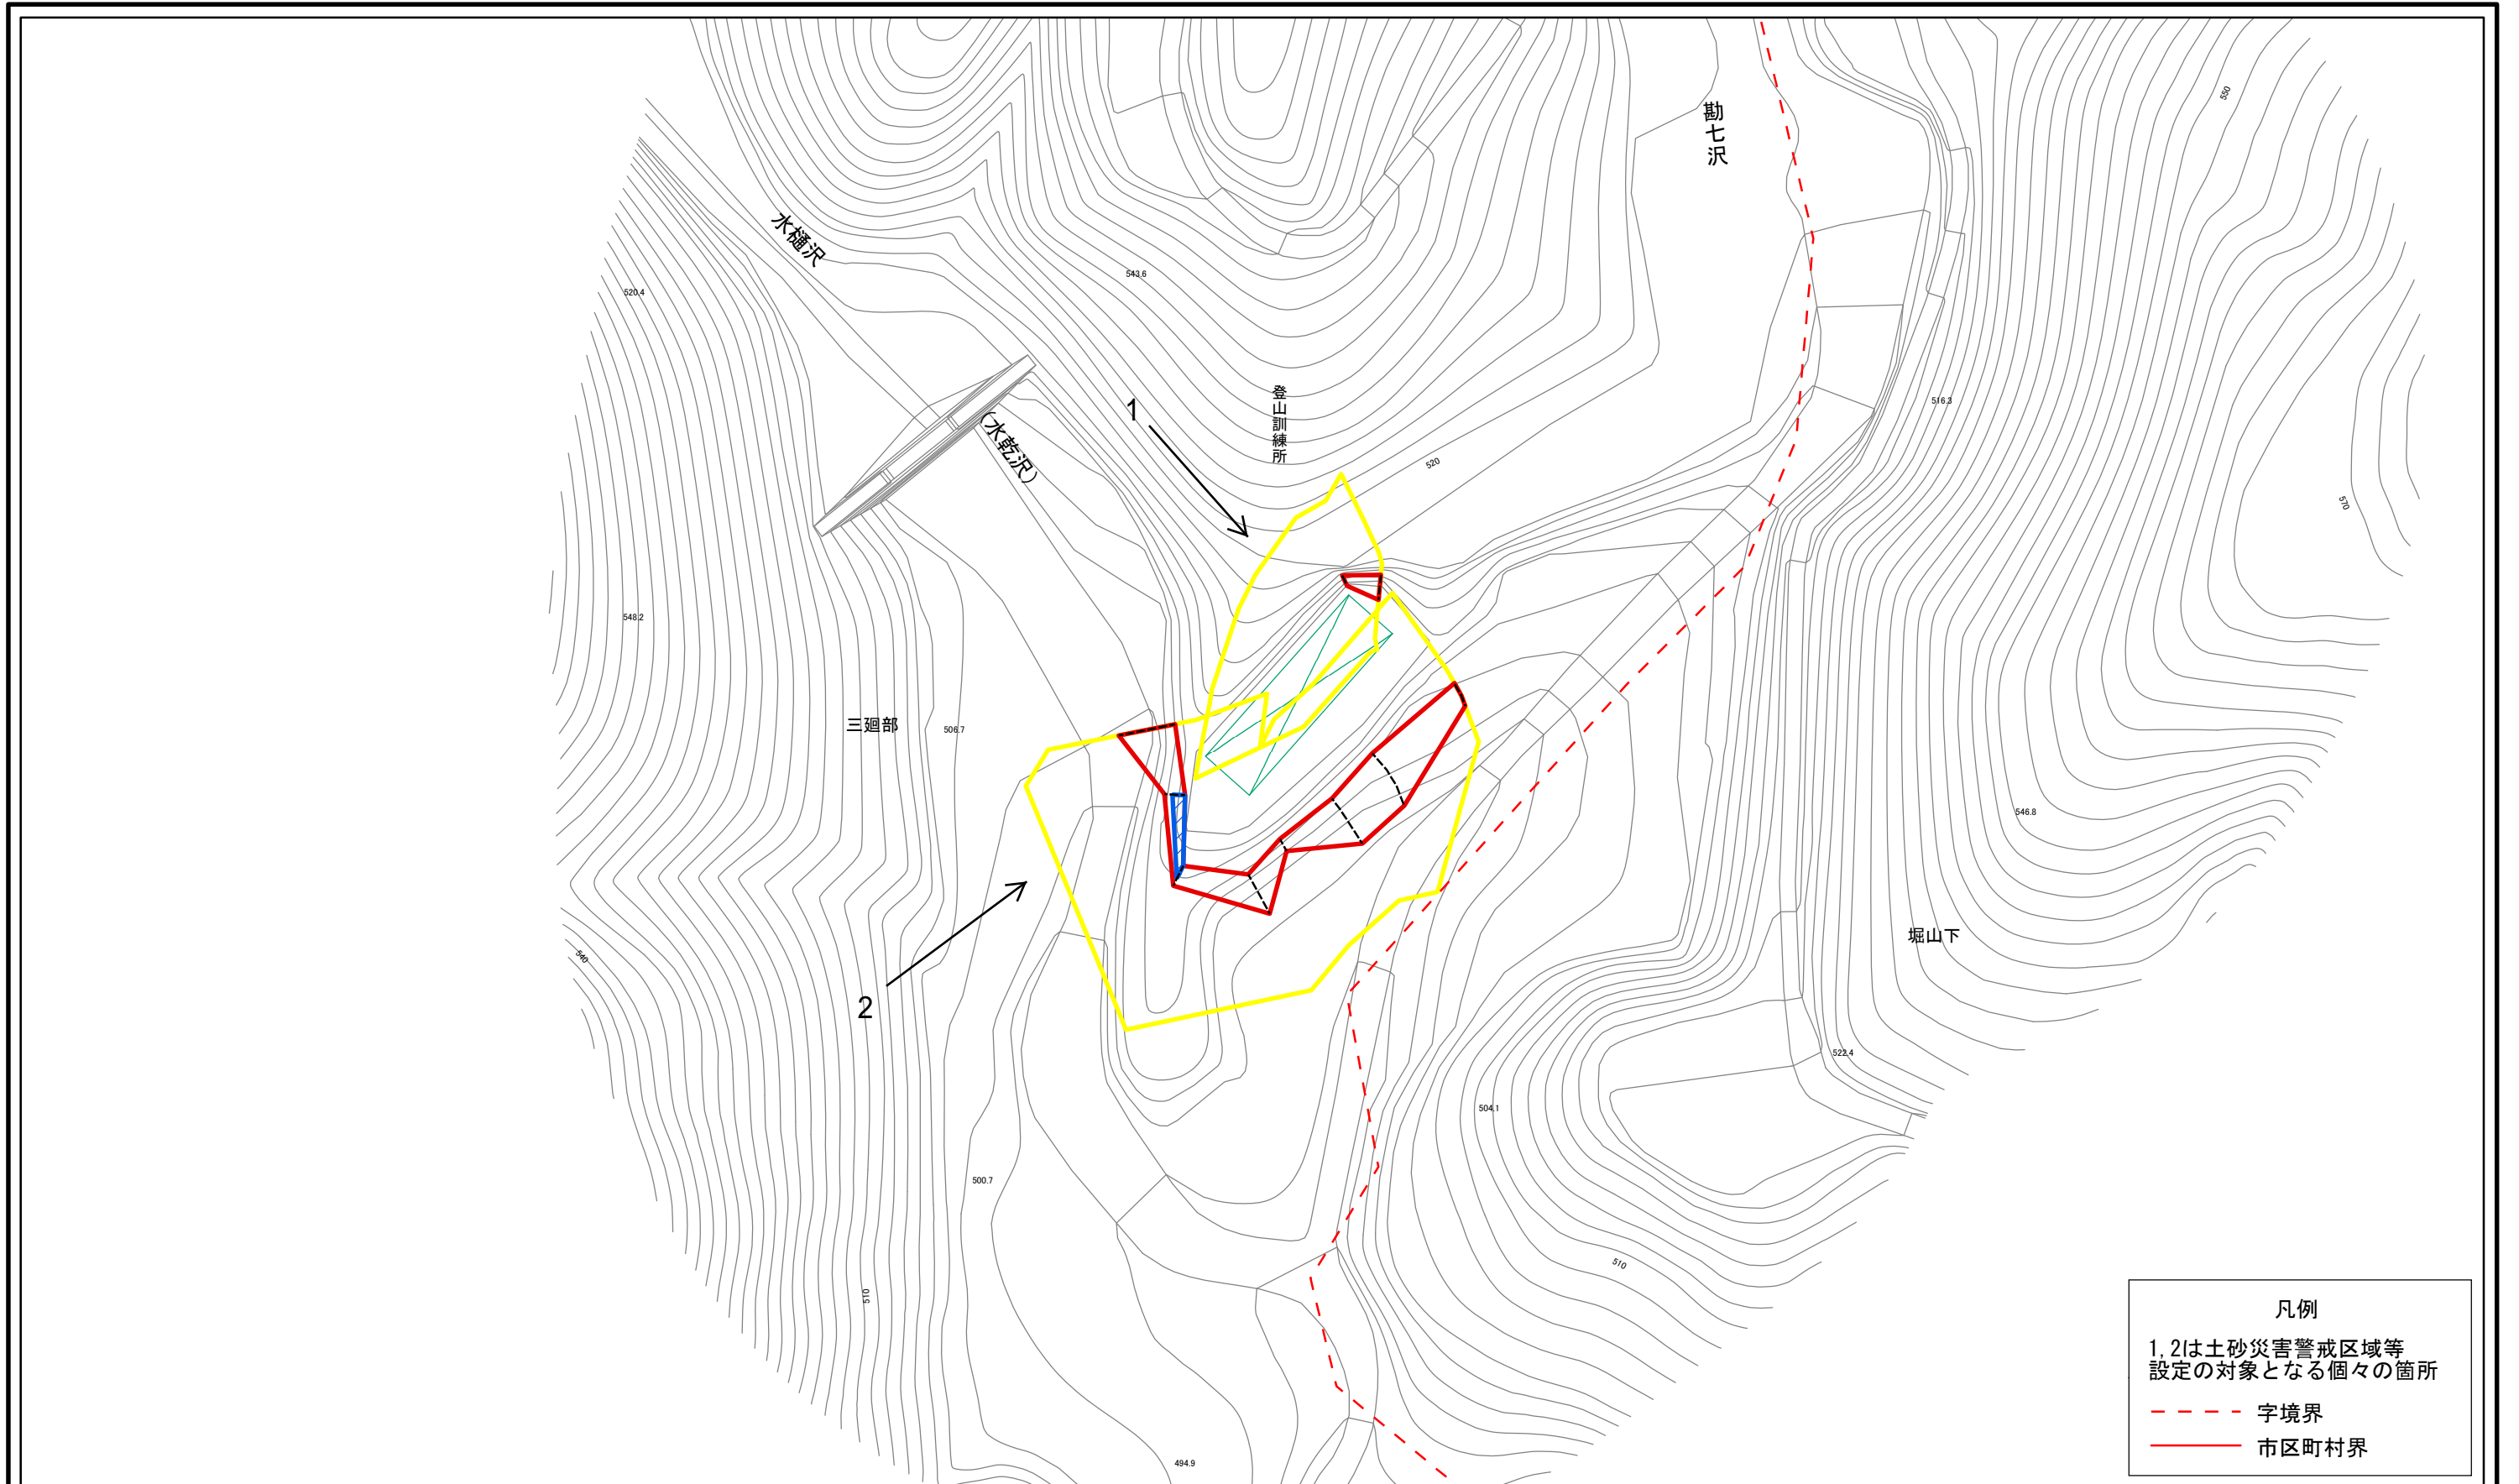 勘七沢
550
水樋沢
543.6
520.4
登山訓練所
516.3
1
(水乾沢)
520
570
548.2
三廻部
506.7
546.8
堀山下
540
2
522.4
504.1
500.7
510
510
494.9
凡例
1,2は土砂災害警戒区域等
設定の対象となる個々の箇所
字境界
市区町村界